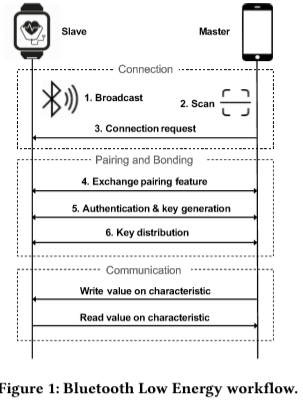 Slave
Master
Connection
1. Broadcast
2. Scan
3. Connection request
Pairing and Bonding
4. Exchange pairing feature
5. Authentication & key generation
6. Key distribution
Communication
Write value on characteristic
Read value on characteristic
Figure 1: Bluetooth Low Energy workflow.